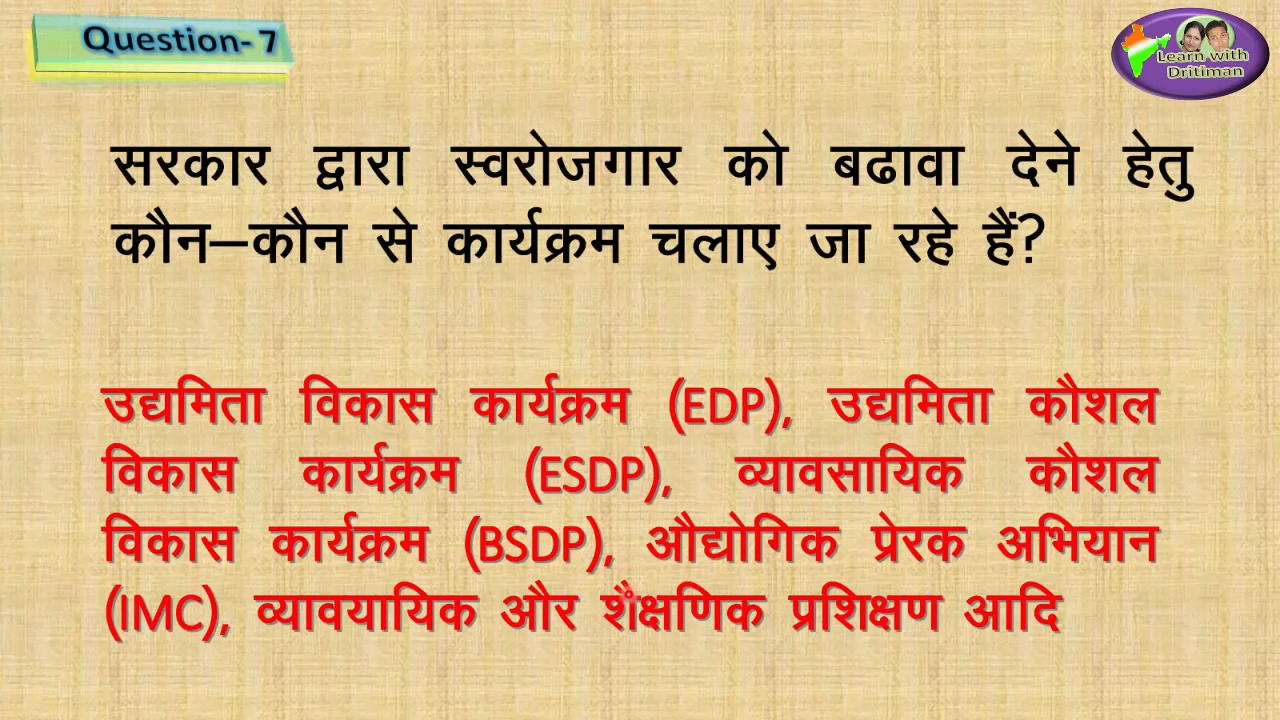 Question- 7
Learn with
Dritiman
सरकार द्वारा स्वरोजगार को बढावा देने हेतु
कौन–कौन से कार्यक्रम चलाए जा रहे हैं?
उद्यमिता विकास कार्यक्रम (EDP), उद्यमिता कौशल
विकास कार्यक्रम (ESDP), व्यावसायिक कौशल
विकास कार्यक्रम (BSDP), औद्योगिक प्रेरक अभियान
(IMC), व्यावयायिक और शैक्षणिक प्रशिक्षण आदि